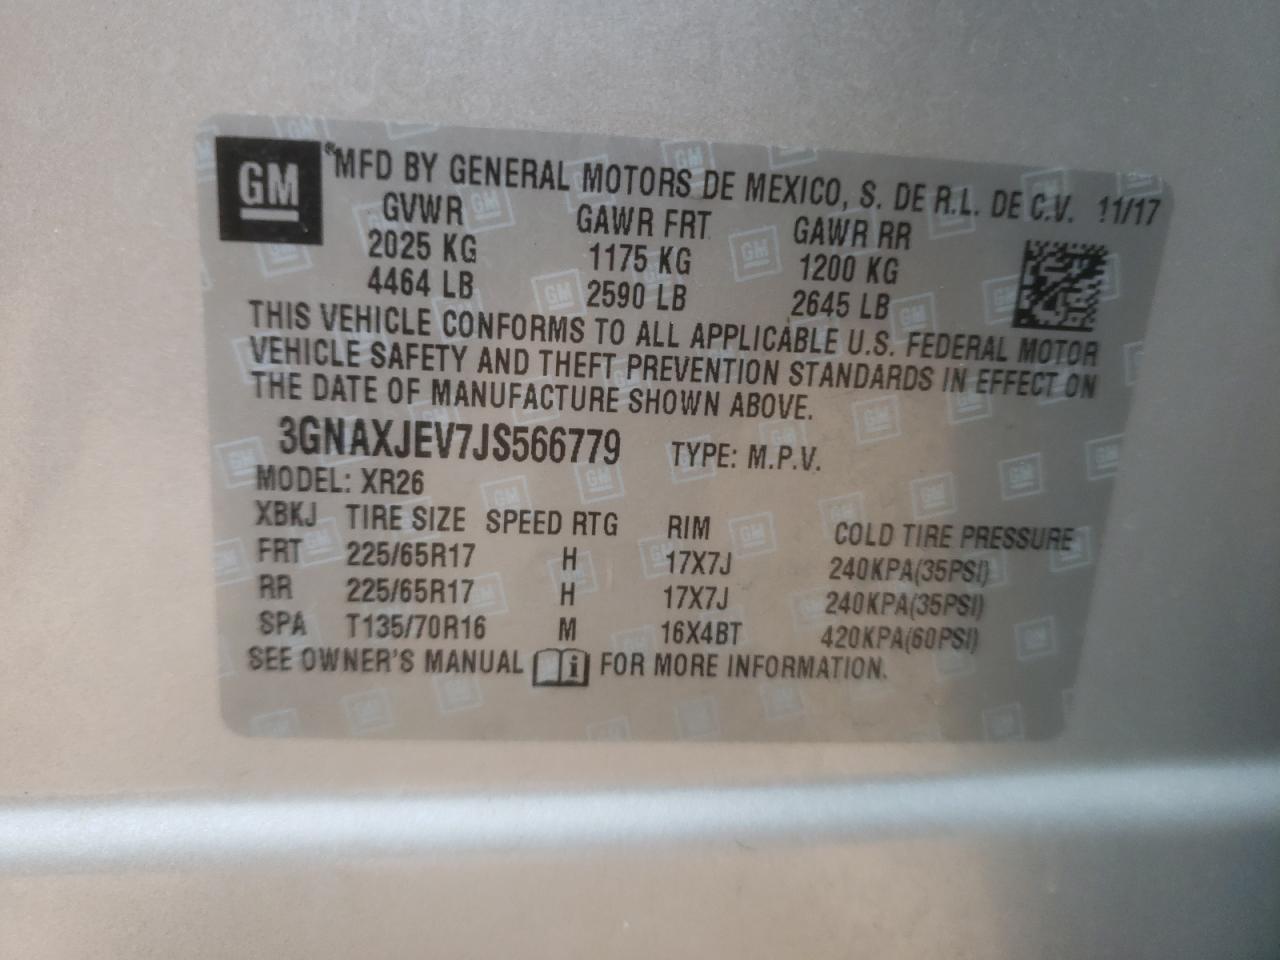 GM
®MFD BY GENERAL MOTORS DE MEXICO, S. DE R.L. DE C.V. 11/17
GVWR GAWR FRT GAWR RR
2025 KG 1175 KG 1200 KG
4464 LB 2590 LB 2645 LB
THIS VEHICLE CONFORMS TO ALL APPLICABLE U.S. FEDERAL MOTOR
VEHICLE SAFETY AND THEFT PREVENTION STANDARDS IN EFFECT ON
THE DATE OF MANUFACTURE SHOWN ABOVE.
3GNAXJEV7JS566779 TYPE: M.P.V.
MODEL: XR26
XBKJ TIRE SIZE SPEED RTG RIM COLD TIRE PRESSURE
FRT 225/65R17 H 17X7J 240KPA(35PSI)
RR 225/65R17 H 17X7J 240KPA(35PSI)
SPA T135/70R16 M 16X4BT 420KPA(60PSI)
SEE OWNER'S MANUAL FOR MORE INFORMATION.